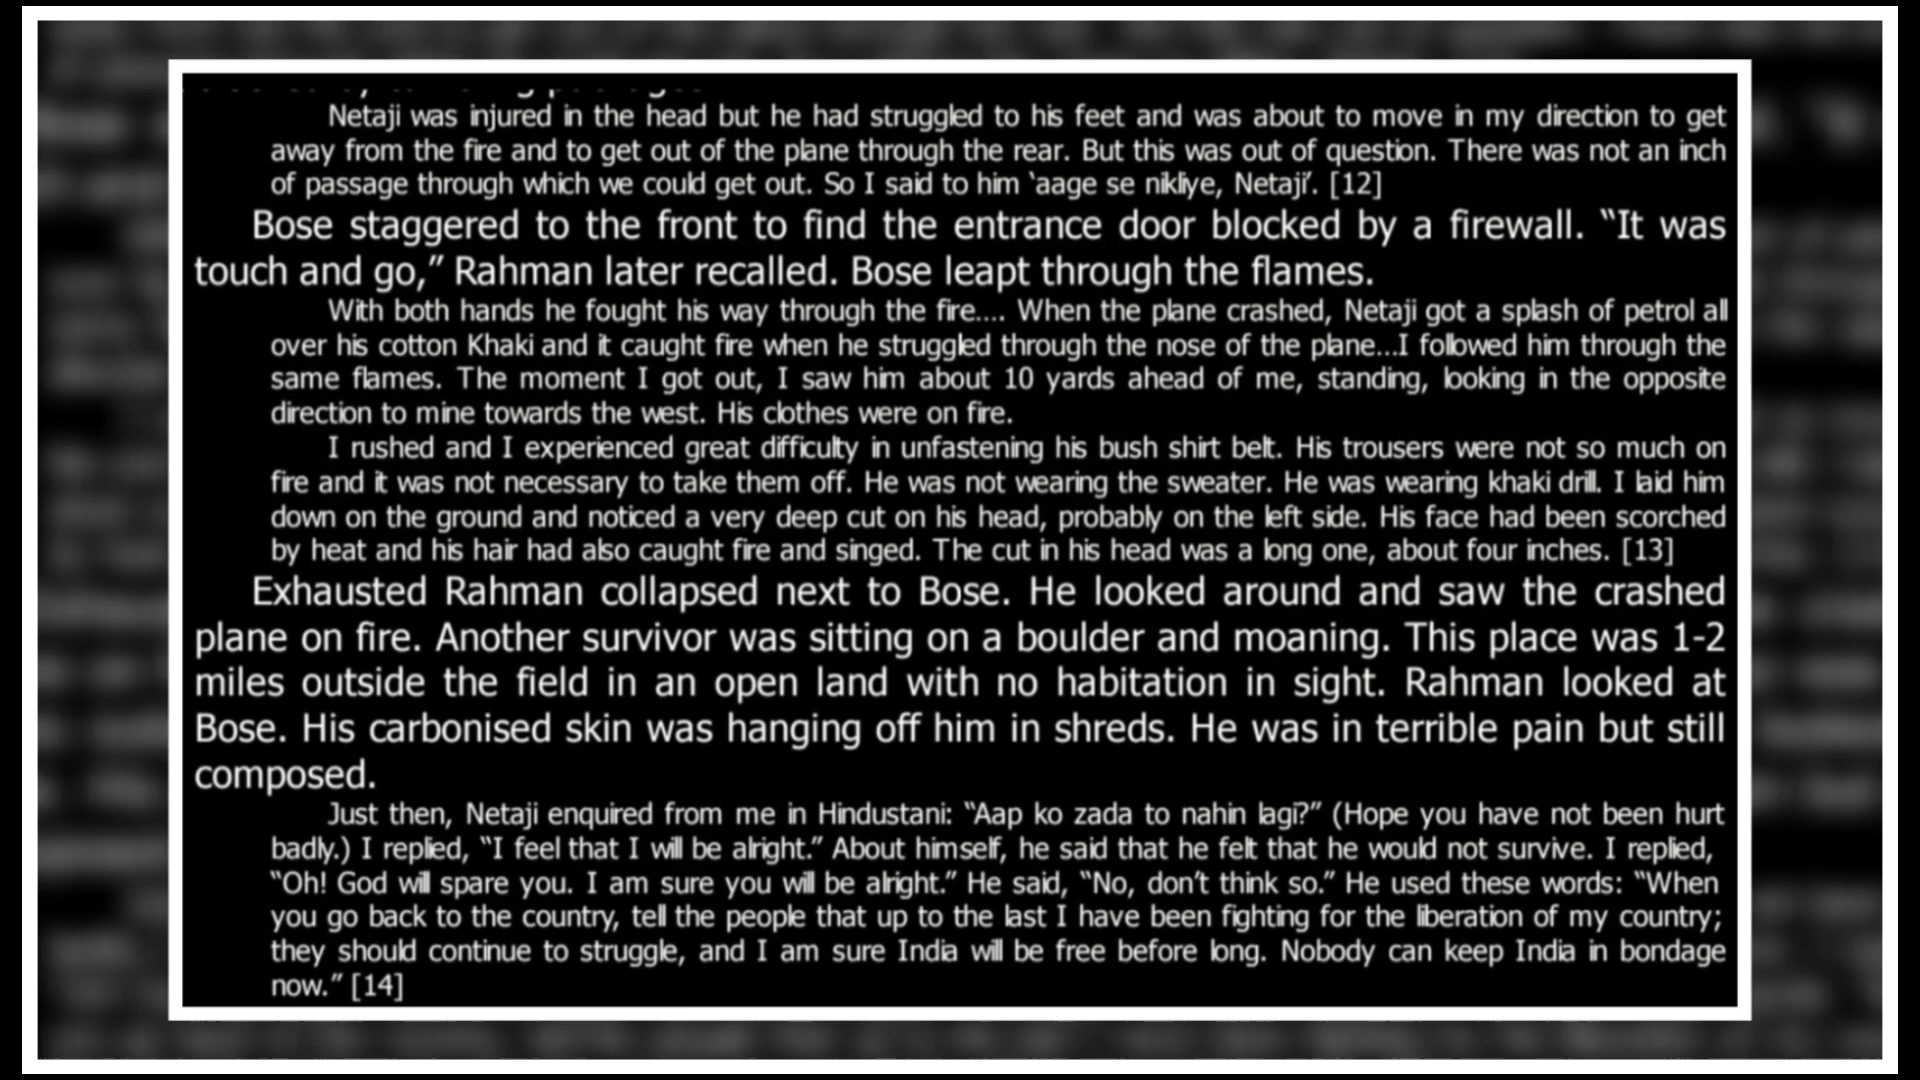 Netaji was injured in the head but he had struggled to his feet and was about to move in my direction to get
away from the fire and to get out of the plane through the rear. But this was out of question. There was not an inch
of passage through which we could get out. So I said to him ‘aage se nikliye, Netaji’. [12]
Bose staggered to the front to find the entrance door blocked by a firewall. “It was
touch and go,” Rahman later recalled. Bose leapt through the flames.
With both hands he fought his way through the fire…. When the plane crashed, Netaji got a splash of petrol all
over his cotton Khaki and it caught fire when he struggled through the nose of the plane…I followed him through the
same flames. The moment I got out, I saw him about 10 yards ahead of me, standing, looking in the opposite
direction to mine towards the west. His clothes were on fire.
I rushed and I experienced great difficulty in unfastening his bush shirt belt. His trousers were not so much on
fire and it was not necessary to take them off. He was not wearing the sweater. He was wearing khaki drill. I laid him
down on the ground and noticed a very deep cut on his head, probably on the left side. His face had been scorched
by heat and his hair had also caught fire and singed. The cut in his head was a long one, about four inches. [13]
Exhausted Rahman collapsed next to Bose. He looked around and saw the crashed
plane on fire. Another survivor was sitting on a boulder and moaning. This place was 1-2
miles outside the field in an open land with no habitation in sight. Rahman looked at
Bose. His carbonised skin was hanging off him in shreds. He was in terrible pain but still
composed.
Just then, Netaji enquired from me in Hindustani: “Aap ko zada to nahin lagi?” (Hope you have not been hurt
badly.) I replied, “I feel that I will be alright.” About himself, he said that he felt that he would not survive. I replied,
“Oh! God will spare you. I am sure you will be alright.” He said, “No, don’t think so.” He used these words: “When
you go back to the country, tell the people that up to the last I have been fighting for the liberation of my country;
they should continue to struggle, and I am sure India will be free before long. Nobody can keep India in bondage
now.” [14]